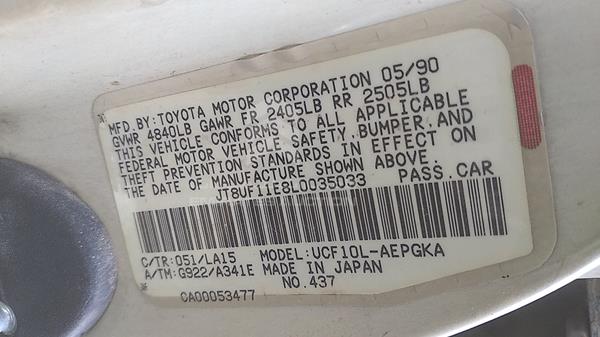 MFD.BY:TOYOTA MOTOR CORPORATION 05/90
GVWR 4840LB GAWR FR 2405LB RR 2505LB
THIS VEHICLE CONFORMS TO ALL APPLICABLE
FEDERAL MOTOR VEHICLE SAFETY,BUMPER,AND
THEFT PREVENTION STANDARDS IN EFFECT ON
THE DATE OF MANUFACTURE SHOWN ABOVE.
JT8UF11E8L0035033 PASS.CAR
C/TR:051/LA15 MODEL:UCF10L-AEPGKA
A/TM:G922/A341E MADE IN JAPAN
CA00053477 NO.437